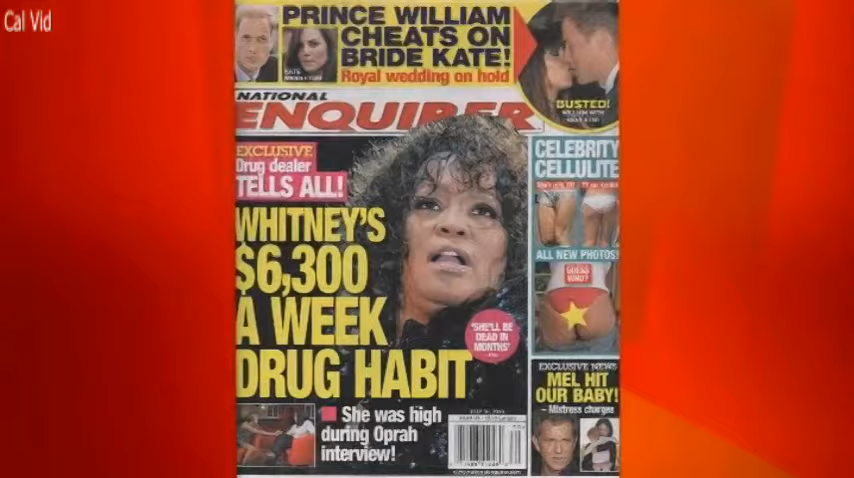 Cal Vid
PRINCE WILLIAM
CHEATS ON
BRIDE KATE!
Royal wedding on hold
BUSTED!
NATIONAL
ENQUIRER
EXCLUSIVE
Drug dealer
TELLS ALL!
WHITNEY'S
$6,300
A WEEK
DRUG HABIT
'SHE'LL BE
DEAD IN
MONTHS'
She was high
during Oprah
interview!
CELEBRITY
CELLULITE
ALL NEW PHOTOS!
GUESS
WHO?
EXCLUSIVE NEWS
MEL HIT
OUR BABY!
– Mistress charges